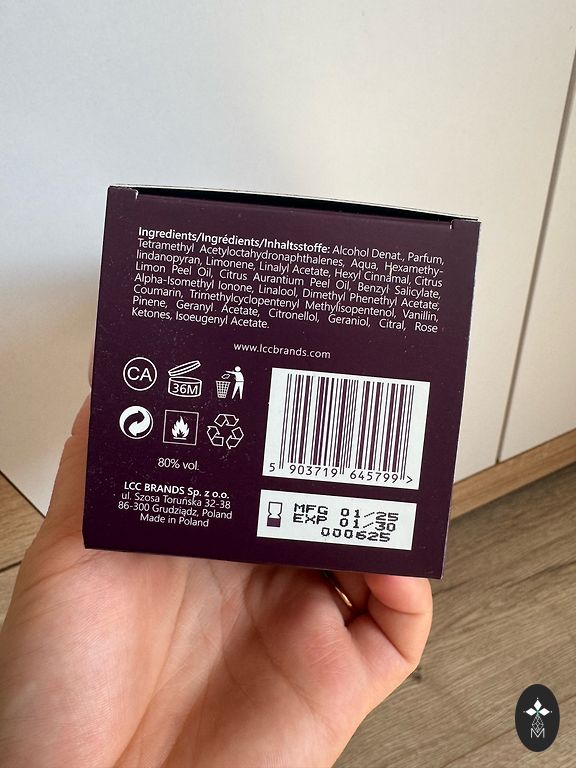 Ingredients/Ingrédients/Inhaltsstoffe: Alcohol Denat., Parfum,
Tetramethyl Acetyloctahydronaphthalenes, Aqua, Hexamethy-
lindanopyran, Limonene, Linalyl Acetate, Hexyl Cinnamal, Citrus
Limon Peel Oil, Citrus Aurantium Peel Oil, Benzyl Salicylate,
Alpha-Isomethyl Ionone, Linalool, Dimethyl Phenethyl Acetate,
Coumarin, Trimethylcyclopentenyl Methylisopentenol, Vanillin,
Pinene, Geranyl Acetate, Citronellol, Geraniol, Citral, Rose
Ketones, Isoeugenyl Acetate.
www.lccbrands.com
CA
36M
80% vol.
LCC BRANDS Sp. z o.o.
ul. Szosa Toruńska 32-38
86-300 Grudziądz, Poland
Made in Poland
5 903719 645799 >
MFG 01/25
EXP 01/30
000625
M